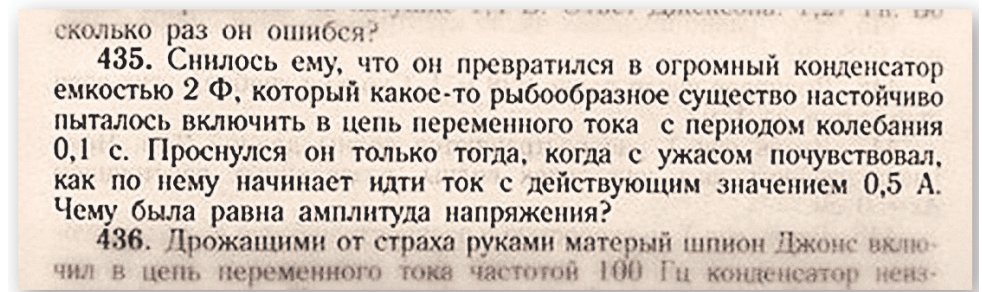 сколько раз он ошибся?
435. Снилось ему, что он превратился в огромный конденсатор
емкостью 2 Ф, который какое-то рыбообразное существо настойчиво
пыталось включить в цепь переменного тока с периодом колебания
0,1 с. Проснулся он только тогда, когда с ужасом почувствовал,
как по нему начинает идти ток с действующим значением 0,5 А.
Чему была равна амплитуда напряжения?
436. Дрожащими от страха руками матерый шпион Джонс вклю-
чил в цепь переменного тока частотой 100 Гц конденсатор неиз-